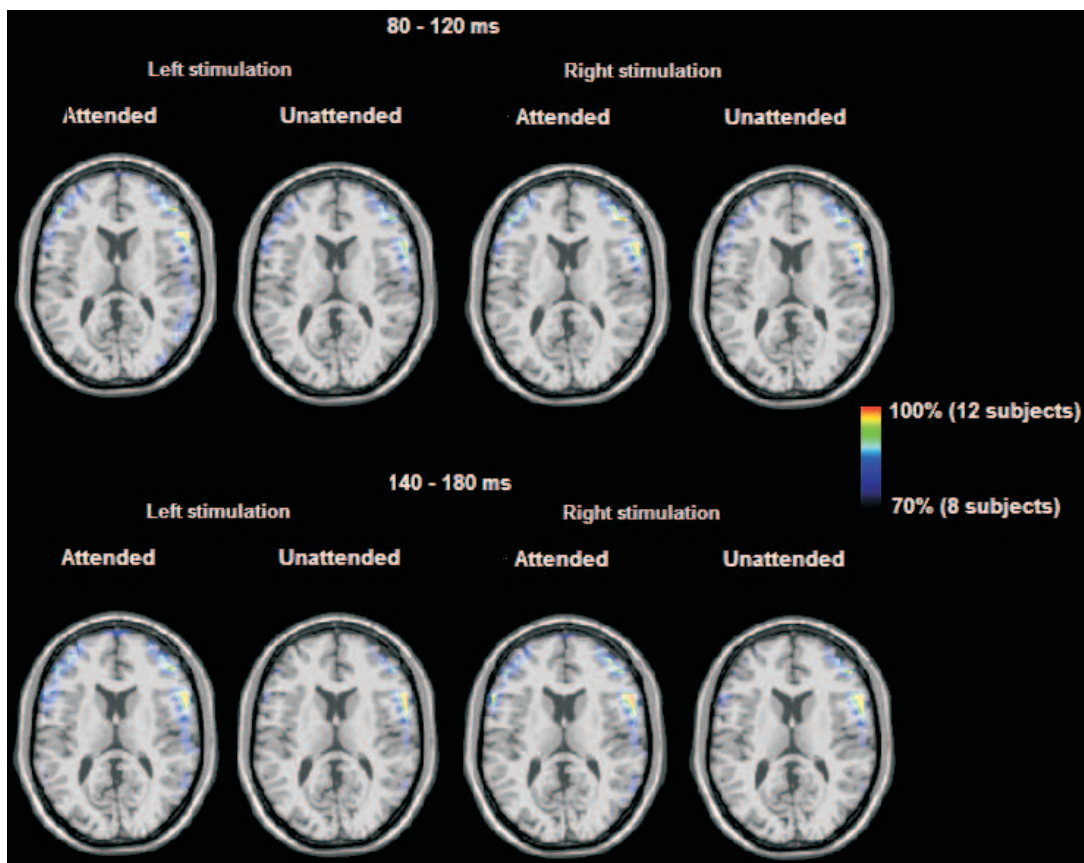 80 - 120 ms
Left stimulation Right stimulation
Attended Unattended Attended Unattended
100% (12 subjects)
70% (8 subjects)
140 - 180 ms
Left stimulation Right stimulation
Attended Unattended Attended Unattended